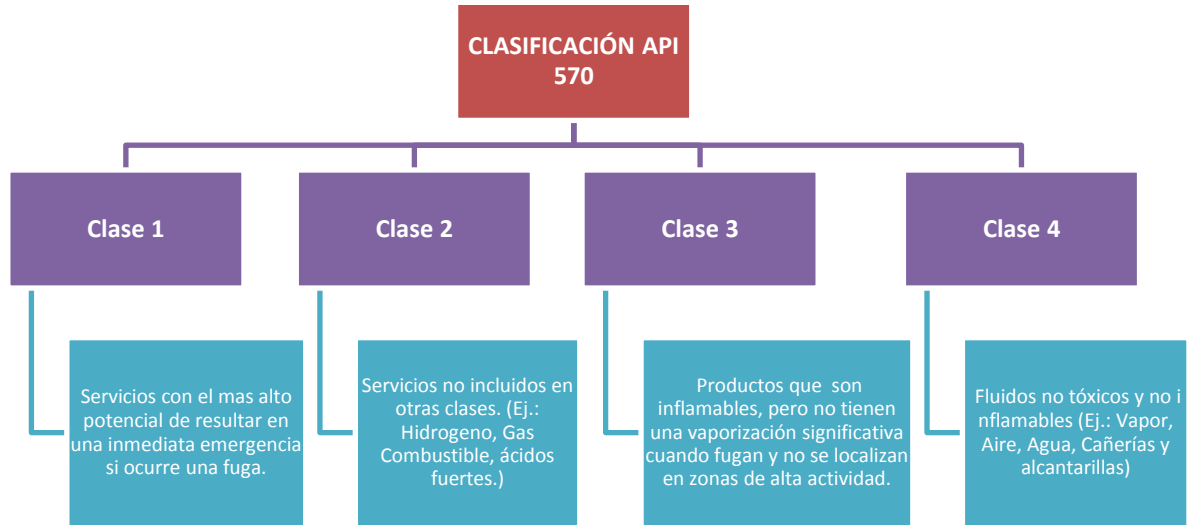 CLASIFICACIÓN API
570
Clase 1
Clase 2
Clase 3
Clase 4
Servicios con el mas alto
potencial de resultar en
una inmediata emergencia
si ocurre una fuga.
Servicios no incluidos en
otras clases. (Ej.:
Hidrogeno, Gas
Combustible, ácidos
fuertes.)
Productos que  son
inflamables, pero no tienen
una vaporización significativa
cuando fugan y no se localizan
en zonas de alta actividad.
Fluidos no tóxicos y no i
nflamables (Ej.: Vapor,
Aire, Agua, Cañerías y
alcantarillas)